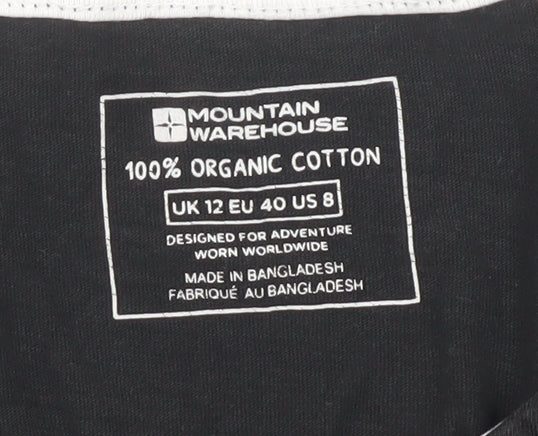 MOUNTAIN
WAREHOUSE
100% ORGANIC COTTON
UK 12 EU 40 US 8
DESIGNED FOR ADVENTURE
WORN WORLDWIDE
MADE IN BANGLADESH
FABRIQUÉ AU BANGLADESH